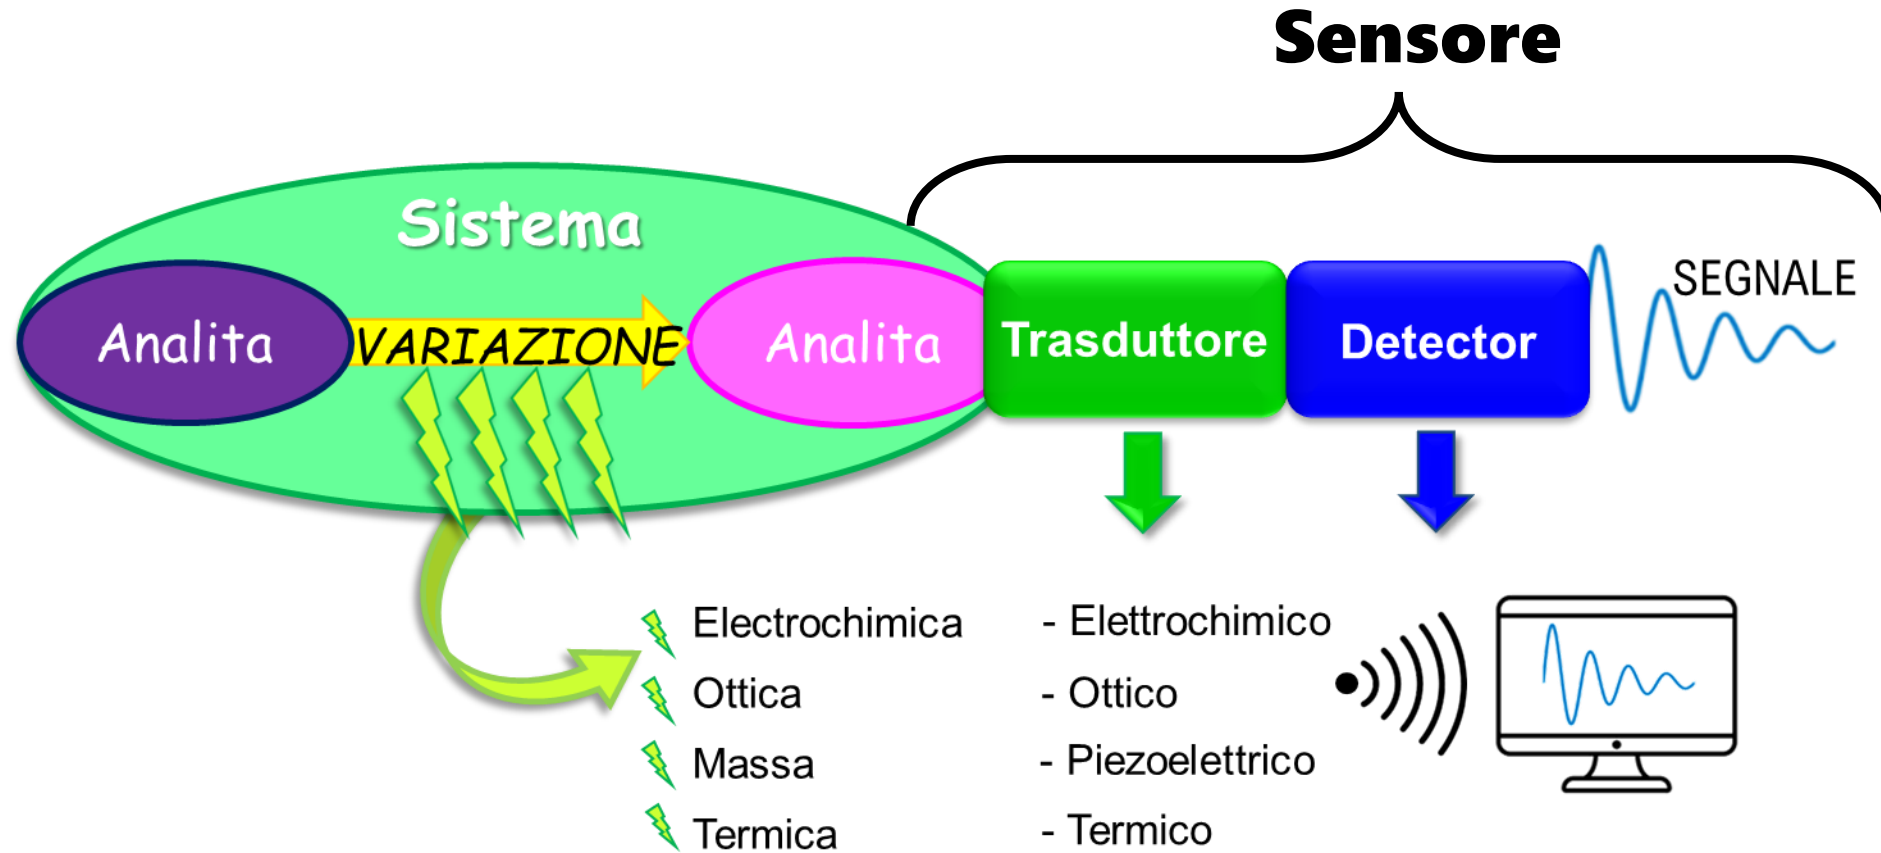 Sensore
Sistema
Analita
VARIAZIONE
Analita
Trasduttore
Detector
SEGNALE
Electrochimica
Ottica
Massa
Termica
- Elettrochimico
- Ottico
- Piezoelettrico
- Termico